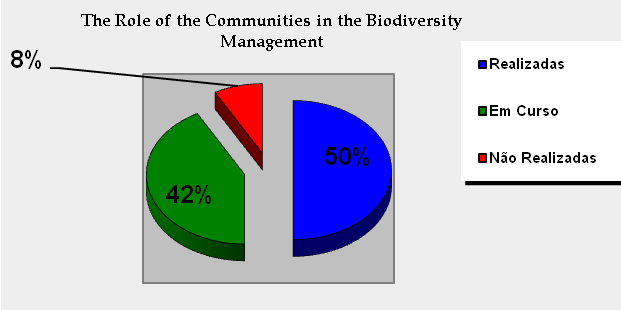 The Role of the Communities in the Biodiversity
Management
8%
50%
42%
Realizadas
Em Curso
Não Realizadas